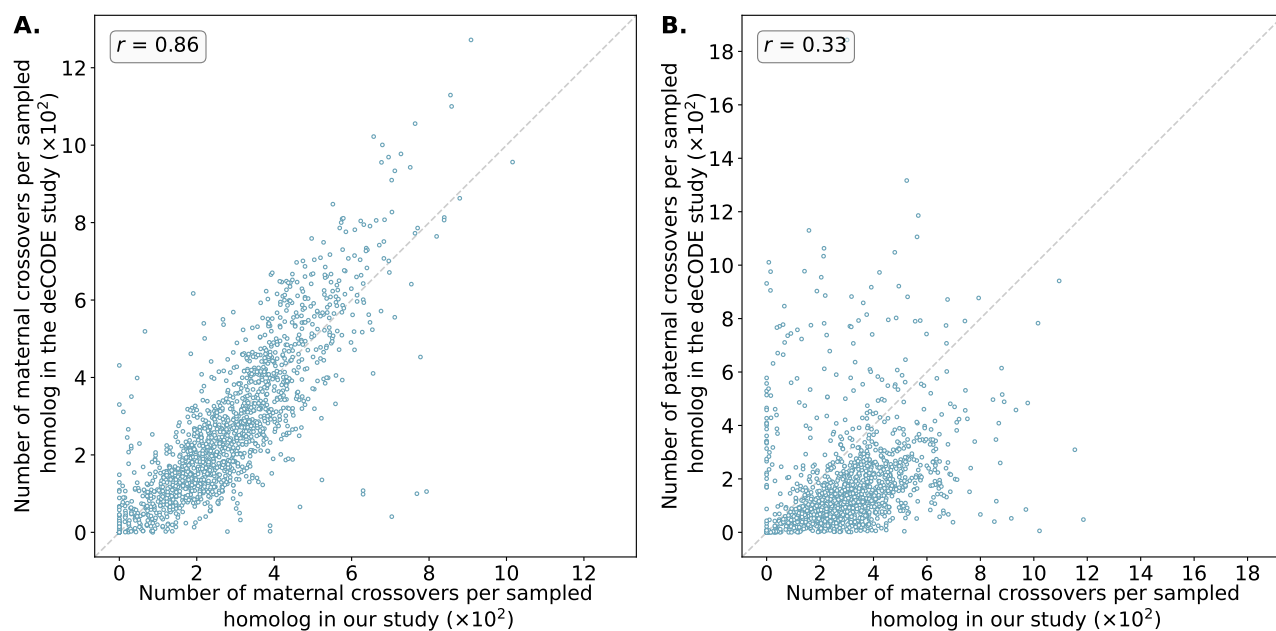 A.
r = 0.86
Number of maternal crossovers per sampled
homolog in the deCODE study (×10²)
12
10
8
6
4
2
0
0 2 4 6 8 10 12
Number of maternal crossovers per sampled
homolog in our study (×10²)
B.
r = 0.33
Number of paternal crossovers per sampled
homolog in the deCODE study (×10²)
18
16
14
12
10
8
6
4
2
0
0 2 4 6 8 10 12 14 16 18
Number of maternal crossovers per sampled
homolog in our study (×10²)